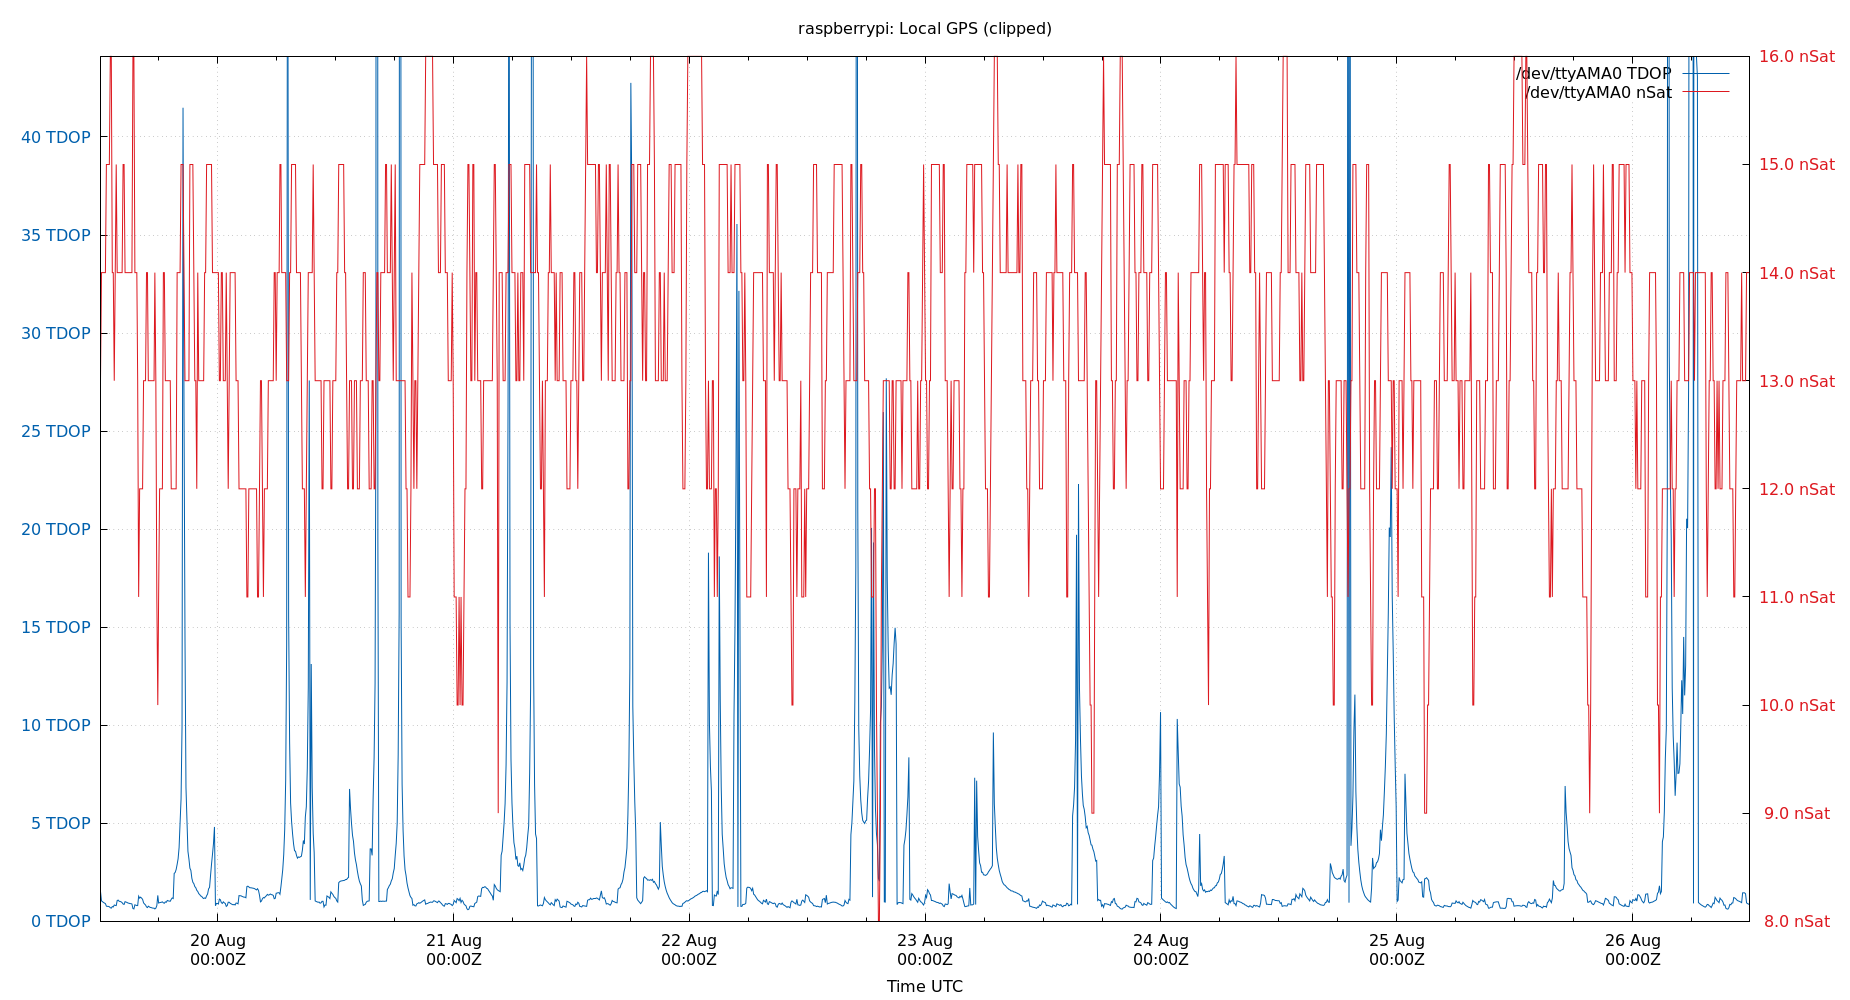 raspberrypi: Local GPS (clipped)
/dev/ttyAMA0 TDOP
/dev/ttyAMA0 nSat
40 TDOP
35 TDOP
30 TDOP
25 TDOP
20 TDOP
15 TDOP
10 TDOP
5 TDOP
0 TDOP
16.0 nSat
15.0 nSat
14.0 nSat
13.0 nSat
12.0 nSat
11.0 nSat
10.0 nSat
9.0 nSat
8.0 nSat
20 Aug
00:00Z
21 Aug
00:00Z
22 Aug
00:00Z
23 Aug
00:00Z
24 Aug
00:00Z
25 Aug
00:00Z
26 Aug
00:00Z
Time UTC